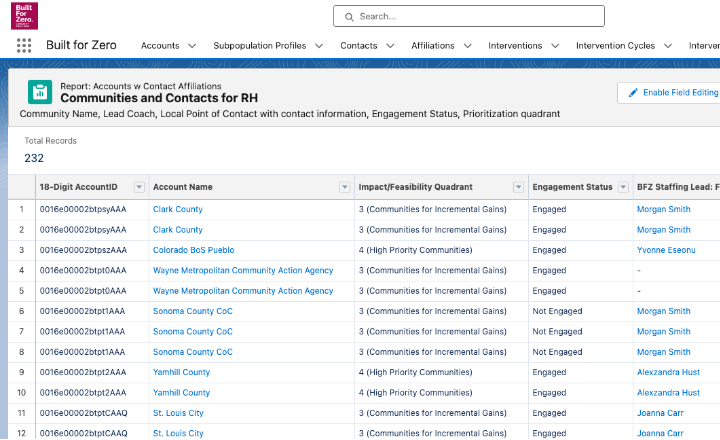 Built
For
Zero.
Search...
Built for Zero Accounts Subpopulation Profiles Contacts Affiliations Interventions Intervention Cycles Interven
Report: Accounts w Contact Affiliations
Communities and Contacts for RH
Enable Field Editing
Community Name, Lead Coach, Local Point of Contact with contact information, Engagement Status, Prioritization quadrant
Total Records
232
18-Digit AccountID Account Name Impact/Feasibility Quadrant Engagement Status BFZ Staffing Lead: F
1 0016e00002btpsyAAA Clark County 3 (Communities for Incremental Gains) Engaged Morgan Smith
2 0016e00002btpsyAAA Clark County 3 (Communities for Incremental Gains) Engaged Morgan Smith
3 0016e00002btpszAAA Colorado BoS Pueblo 4 (High Priority Communities) Engaged Yvonne Eseonu
4 0016e00002btpt0AAA Wayne Metropolitan Community Action Agency 3 (Communities for Incremental Gains) Engaged -
5 0016e00002btpt0AAA Wayne Metropolitan Community Action Agency 3 (Communities for Incremental Gains) Engaged -
6 0016e00002btpt1AAA Sonoma County CoC 3 (Communities for Incremental Gains) Not Engaged Morgan Smith
7 0016e00002btpt1AAA Sonoma County CoC 3 (Communities for Incremental Gains) Not Engaged Morgan Smith
8 0016e00002btpt1AAA Sonoma County CoC 3 (Communities for Incremental Gains) Not Engaged Morgan Smith
9 0016e00002btpt2AAA Yamhill County 4 (High Priority Communities) Engaged Alexzandra Hust
10 0016e00002btpt2AAA Yamhill County 4 (High Priority Communities) Engaged Alexzandra Hust
11 0016e00002btptCAAQ St. Louis City 3 (Communities for Incremental Gains) Engaged Joanna Carr
12 0016e00002btptCAAQ St. Louis City 3 (Communities for Incremental Gains) Engaged Joanna Carr